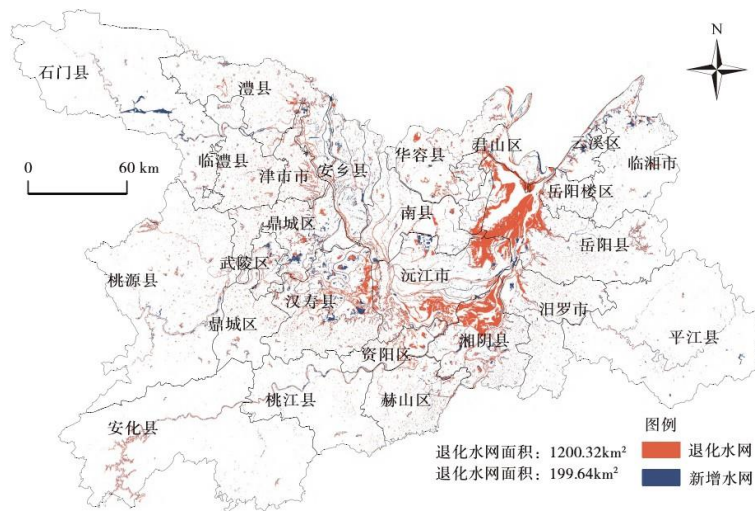 N
石门县
澧县
0 60 km
临澧县
津市市
安乡县
华容县
君山区
溪区
临湘市
岳阳楼区
鼎城区
南县
岳阳县
武陵区
沅江市
桃源县
汉寿县
汨罗市
鼎城区
平江县
资阳区
湘阴县
桃江县
赫山区
安化县
图例
退化水网面积：1200.32km²
退化水网
退化水网面积：199.64km²
新增水网